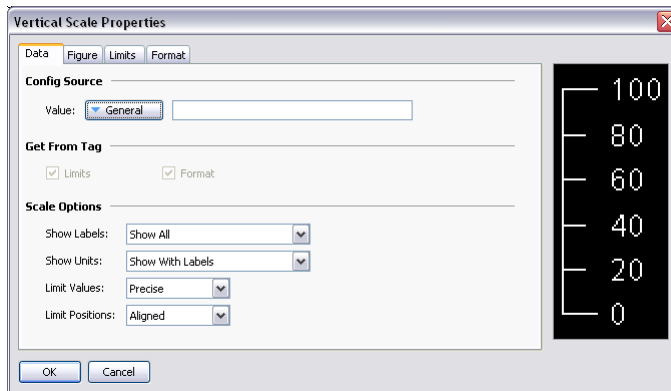 Vertical Scale Properties
Data Figure Limits Format
Config Source
Value: General
Get From Tag
Limits Format
Scale Options
Show Labels: Show All
Show Units: Show With Labels
Limit Values: Precise
Limit Positions: Aligned
OK Cancel
100
80
60
40
20
0